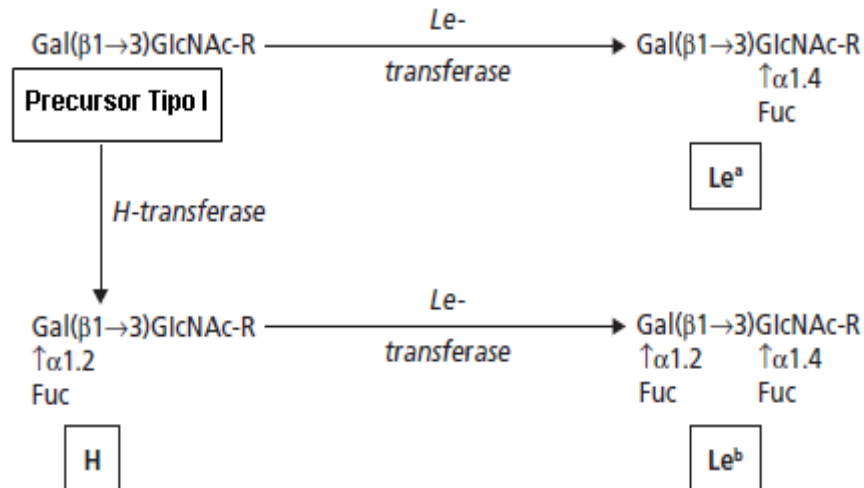 Le-
Gal(β1→3)GlcNAc-R
transferase
Gal(β1→3)GlcNAc-R
↑α1.4
Fuc
Precursor Tipo I
Leᵃ
H-transferase
Le-
Gal(β1→3)GlcNAc-R
transferase
Gal(β1→3)GlcNAc-R
↑α1.2
Fuc
↑α1.2 ↑α1.4
Fuc Fuc
H
Leᵇ